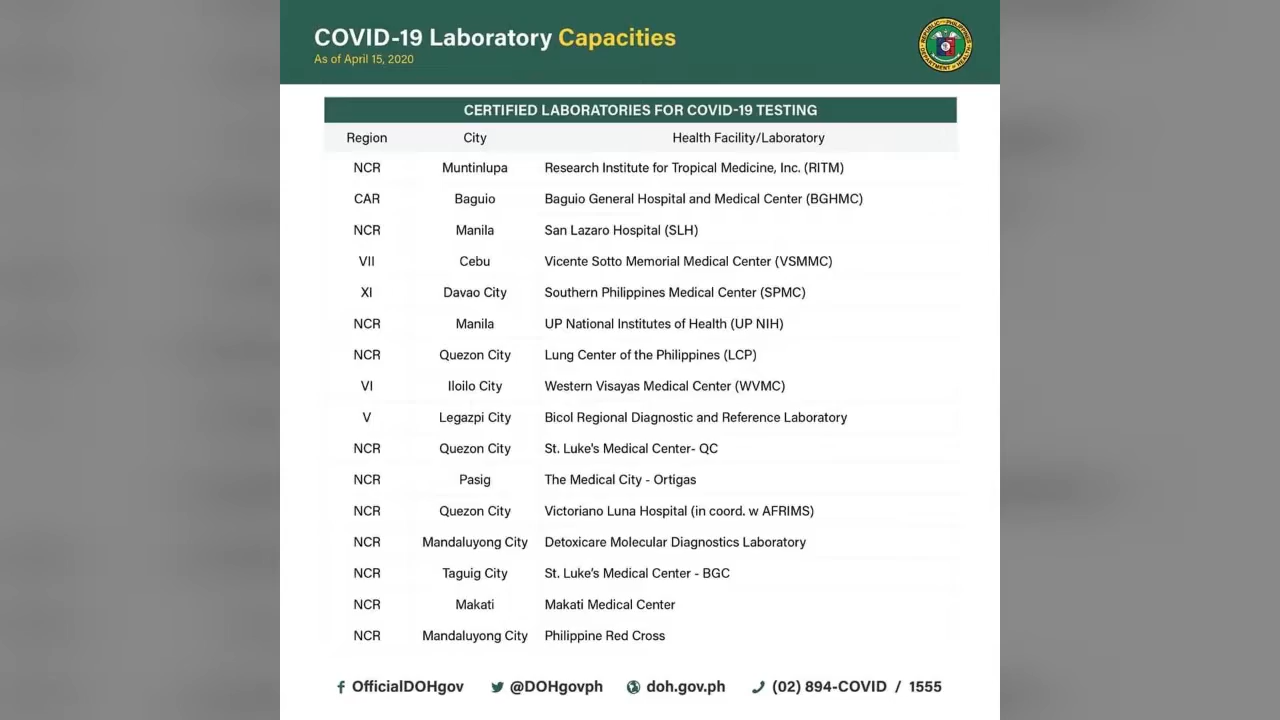 COVID-19 Laboratory Capacities
As of April 15, 2020
CERTIFIED LABORATORIES FOR COVID-19 TESTING
Region City Health Facility/Laboratory
NCR Muntinlupa Research Institute for Tropical Medicine, Inc. (RITM)
CAR Baguio Baguio General Hospital and Medical Center (BGHMC)
NCR Manila San Lazaro Hospital (SLH)
VII Cebu Vicente Sotto Memorial Medical Center (VSMMC)
XI Davao City Southern Philippines Medical Center (SPMC)
NCR Manila UP National Institutes of Health (UP NIH)
NCR Quezon City Lung Center of the Philippines (LCP)
VI Iloilo City Western Visayas Medical Center (WVMC)
V Legazpi City Bicol Regional Diagnostic and Reference Laboratory
NCR Quezon City St. Luke's Medical Center- QC
NCR Pasig The Medical City - Ortigas
NCR Quezon City Victoriano Luna Hospital (in coord. w AFRIMS)
NCR Mandaluyong City Detoxicare Molecular Diagnostics Laboratory
NCR Taguig City St. Luke’s Medical Center - BGC
NCR Makati Makati Medical Center
NCR Mandaluyong City Philippine Red Cross
OfficialDOHgov @DOHgovph doh.gov.ph (02) 894-COVID / 1555